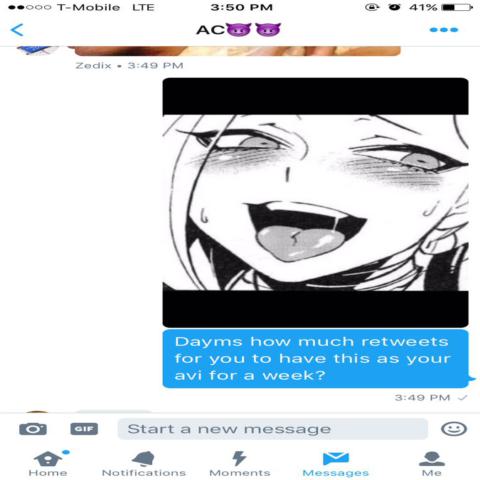 T-Mobile LTE 3:50 PM 41%
AC😈😈
Zedix • 3:49 PM
Dayms how much retweets
for you to have this as your
avi for a week?
3:49 PM ✓
GIF Start a new message
Home Notifications Moments Messages Me